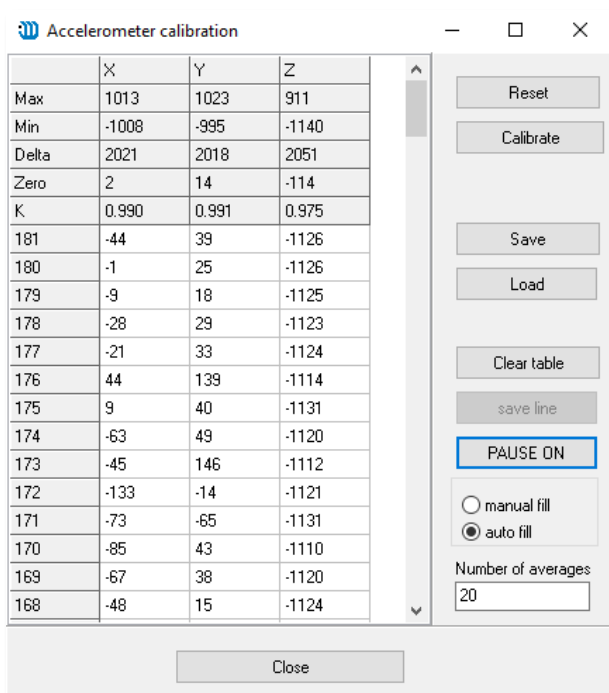 Accelerometer calibration
X Y Z
Max 1013 1023 911
Min -1008 -995 -1140
Delta 2021 2018 2051
Zero 2 14 -114
K 0.990 0.991 0.975
181 -44 39 -1126
180 -1 25 -1126
179 -9 18 -1125
178 -28 29 -1123
177 -21 33 -1124
176 44 139 -1114
175 9 40 -1131
174 -63 49 -1120
173 -45 146 -1112
172 -133 -14 -1121
171 -73 -65 -1131
170 -85 43 -1110
169 -67 38 -1120
168 -48 15 -1124
Reset
Calibrate
Save
Load
Clear table
save line
PAUSE ON
manual fill
auto fill
Number of averages
20
Close